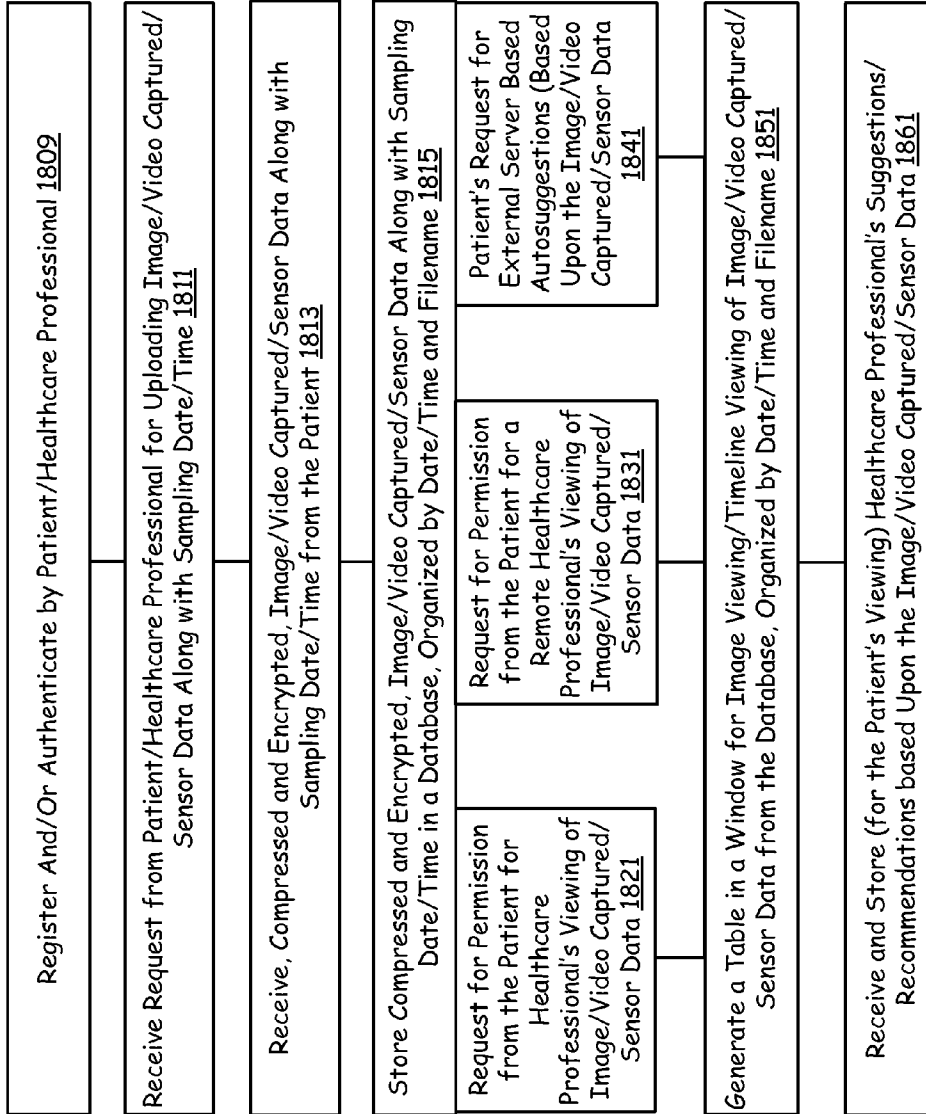 Register And/Or Authenticate by Patient/Healthcare Professional 1809
Receive Request from Patient/Healthcare Professional for Uploading Image/Video Captured/
Sensor Data Along with Sampling Date/Time 1811
Receive, Compressed and Encrypted, Image/Video Captured/Sensor Data Along with
Sampling Date/Time from the Patient 1813
Store Compressed and Encrypted, Image/Video Captured/Sensor Data Along with Sampling
Date/Time in a Database, Organized by Date/Time and Filename 1815
Request for Permission
from the Patient for
Healthcare
Professional's Viewing of
Image/Video Captured/
Sensor Data 1821
Request for Permission
from the Patient for a
Remote Healthcare
Professional's Viewing of
Image/Video Captured/
Sensor Data 1831
Patient's Request for
External Server Based
Autosuggestions (Based
Upon the Image/Video
Captured/Sensor Data
1841
Generate a Table in a Window for Image Viewing/Timeline Viewing of Image/Video Captured/
Sensor Data from the Database, Organized by Date/Time and Filename 1851
Receive and Store (for the Patient's Viewing) Healthcare Professional's Suggestions/
Recommendations based Upon the Image/Video Captured/Sensor Data 1861